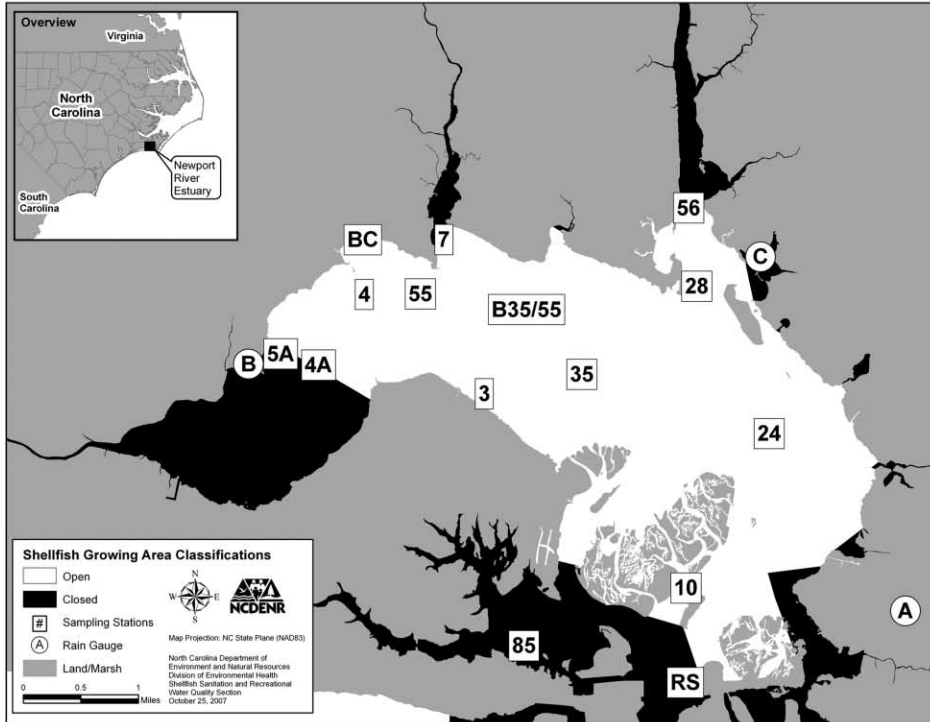 Overview
Virginia
North
Carolina
Newport
River
Estuary
South
Carolina
56
BC
7
C
4
55
28
B35/55
B
5A
4A
35
3
24
10
A
85
RS
Shellfish Growing Area Classifications
Open
Closed
# Sampling Stations
A Rain Gauge
Land/Marsh
0 0.5 1
Miles
N
W E
S
NCDENR
Map Projection: NC State Plane (NAD83)
North Carolina Department of
Environment and Natural Resources
Division of Environmental Health
Shellfish Sanitation and Recreational
Water Quality Section
October 25, 2007